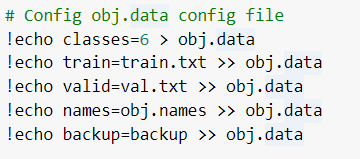 # Config obj.data config file
!echo classes=6 > obj.data
!echo train=train.txt >> obj.data
!echo valid=val.txt >> obj.data
!echo names=obj.names >> obj.data
!echo backup=backup >> obj.data